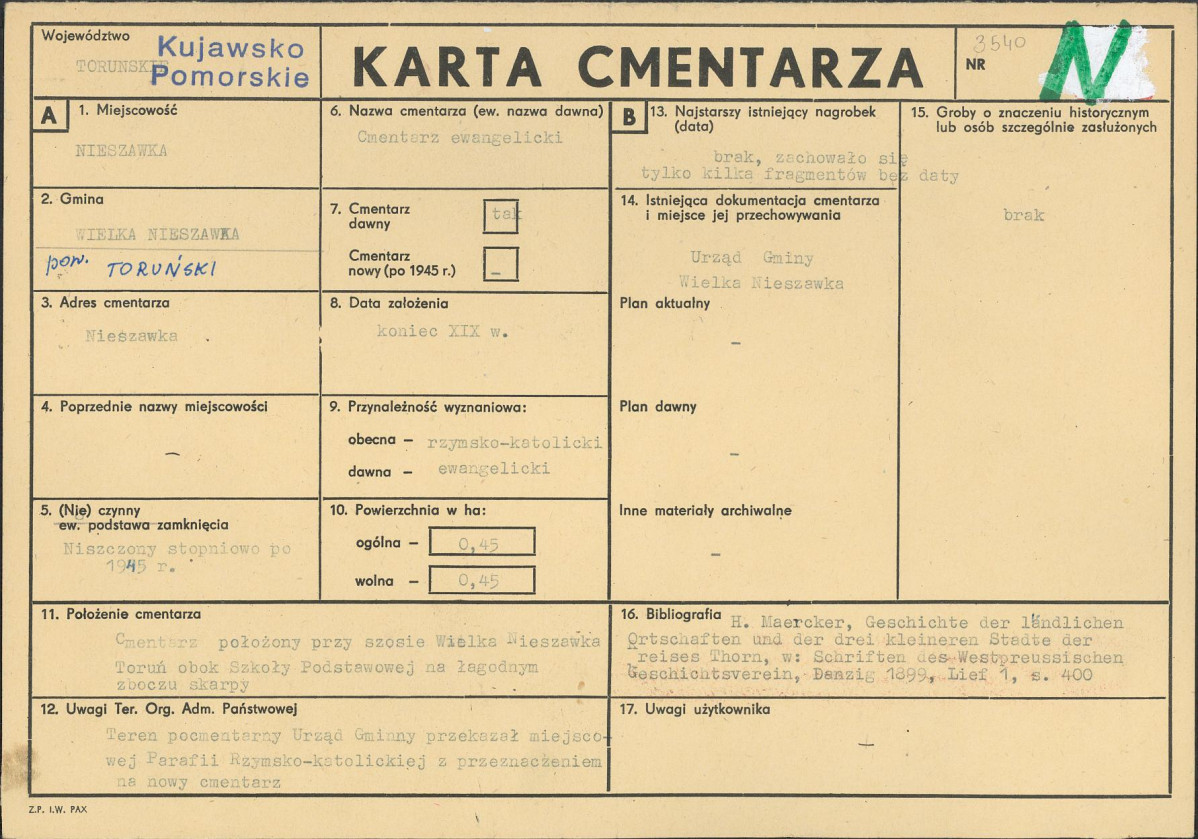 Województwo
TORUNSKIE
Kujawsko
Pomorskie
KARTA CMENTARZA
3540
NR
N
A
1. Miejscowość
NIESZAWKA
2. Gmina
WIELKA NIESZAWKA
pow. TORUŃSKI
3. Adres cmentarza
Nieszawka .
4. Poprzednie nazwy miejscowości
–
5. (Nie) czynny
ew. podstawa zamknięcia
Niszczony stopniowo po
1945 r.
6. Nazwa cmentarza (ew. nazwa dawna)
Cmentarz ewangelicki
7. Cmentarz
dawny
tak
Cmentarz
nowy (po 1945 r.)
–
8. Data założenia
koniec XIX w.
9. Przynależność wyznaniowa:
obecna – rzymsko-katolicki
dawna – ewangelicki
10. Powierzchnia w ha:
ogólna – 0,45
wolna – 0,45
11. Położenie cmentarza
Cmentarz położony przy szosie Wielka Nieszawka
Toruń obok Szkoły Podstawowej na łagodnym
zboczu skarpy
12. Uwagi Ter. Org. Adm. Państwowej
Teren pocmentarny Urząd Gminny przekazał miejsco-
wej Parafii Rzymsko-katolickiej z przeznaczeniem
na nowy cmentarz
B
13. Najstarszy istniejący nagrobek
(data)
brak, zachowało się
tylko kilka fragmentów bez daty
14. Istniejąca dokumentacja cmentarza
i miejsce jej przechowywania
Urząd Gminy
Wielka Nieszawka
Plan aktualny
–
Plan dawny
–
Inne materiały archiwalne
–
15. Groby o znaczeniu historycznym
lub osób szczególnie zasłużonych
brak
16. Bibliografia H. Maercker, Geschichte der ländlichen
Ortschaften und der drei kleineren Stadte der
reises Thorn, w: Schriften des Westpreussischen
Geschichtsverein, Danzig 1899, Lief 1, s. 400
17. Uwagi użytkownika
–
Z.P. I.W. PAX